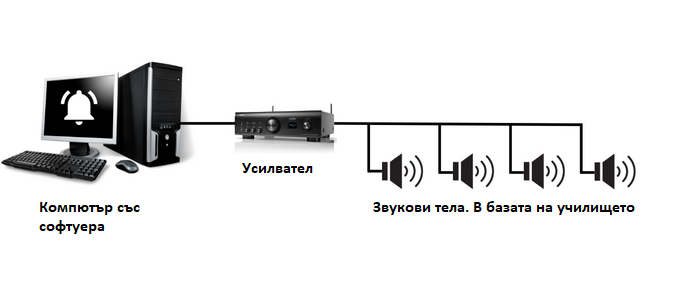 Усилвател
Компютър със
софтуера
Звукови тела. В базата на училището